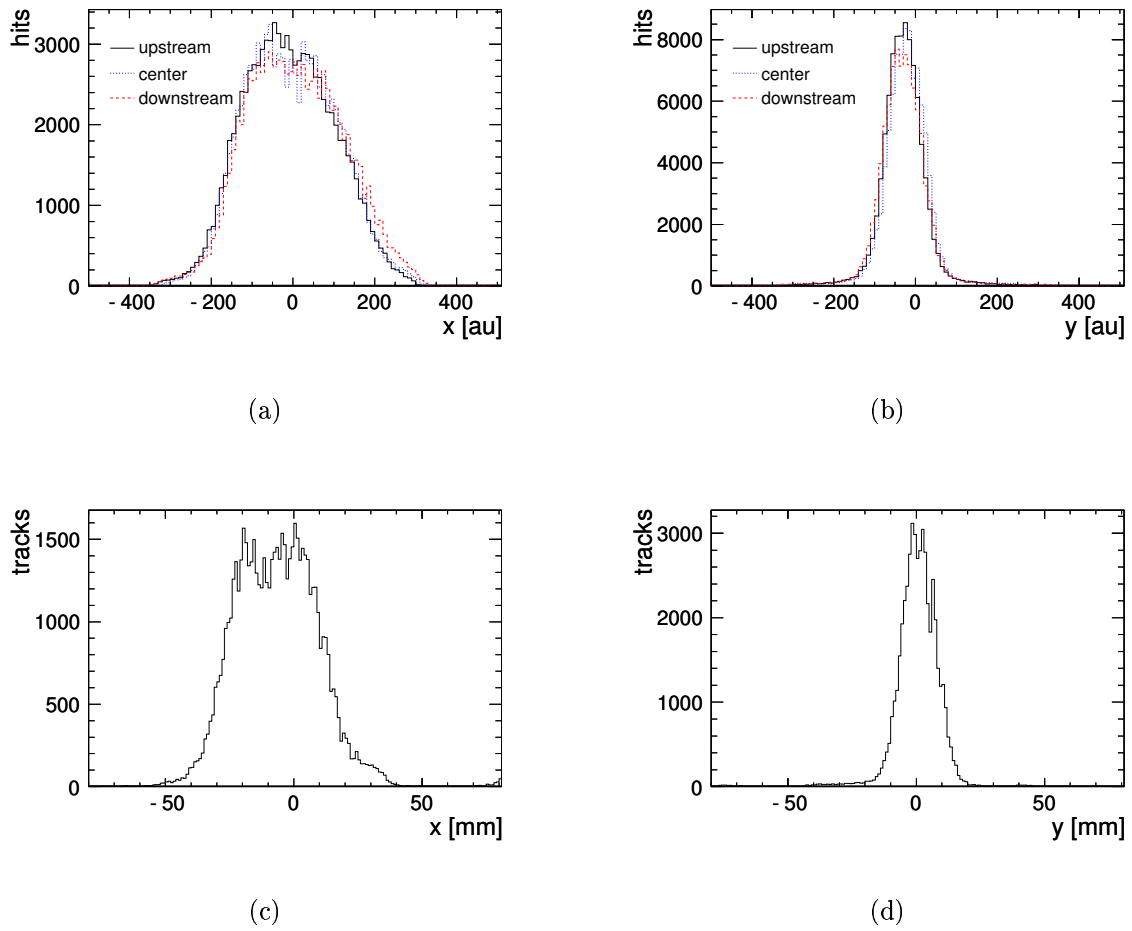 hits
3000
2000
1000
0
upstream
center
downstream
- 400
- 200
0
200
400
x [au]
(a)
hits
8000
6000
4000
2000
0
upstream
center
downstream
- 400
- 200
0
200
400
y [au]
(b)
tracks
1500
1000
500
0
- 50
0
50
x [mm]
(c)
tracks
3000
2000
1000
0
- 50
0
50
y [mm]
(d)